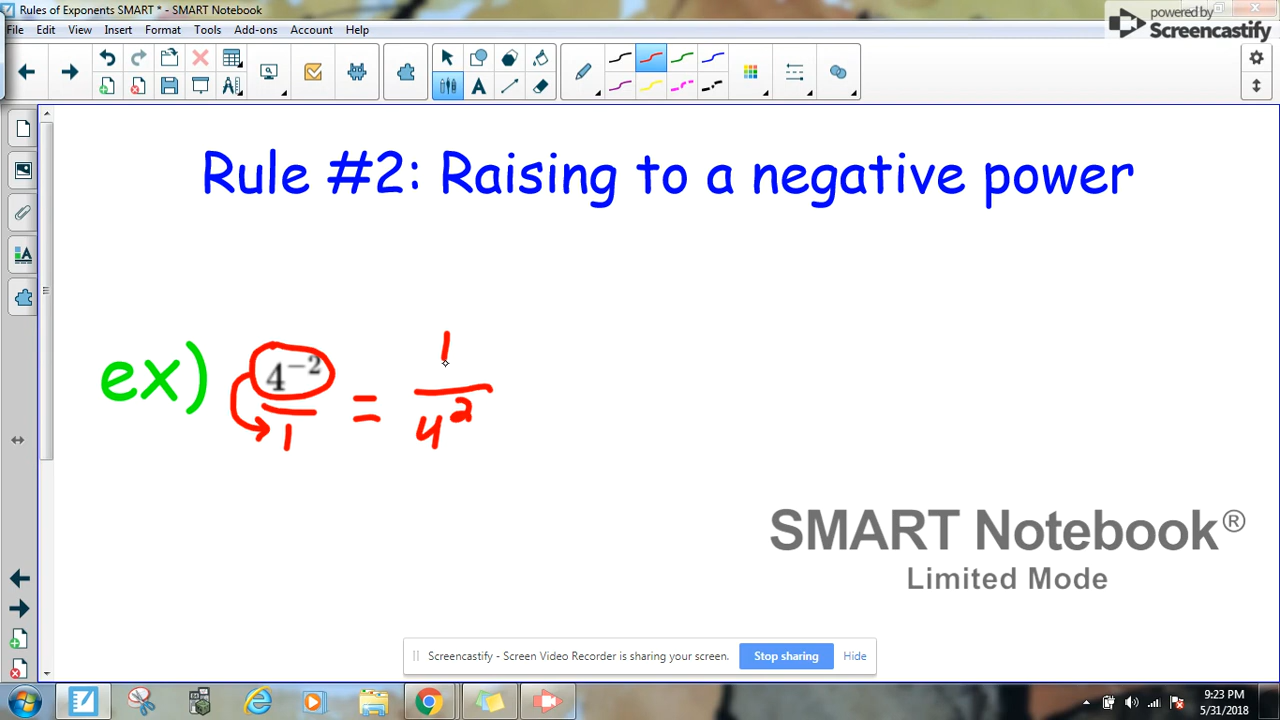 Rules of Exponents SMART * - SMART Notebook
powered by
Screencastify
File Edit View Insert Format Tools Add-ons Account Help
Rule #2: Raising to a negative power
ex) 4⁻² / 1 = 1 / 4²
SMART Notebook®
Limited Mode
Screencastify - Screen Video Recorder is sharing your screen. Stop sharing Hide
9:23 PM
5/31/2018